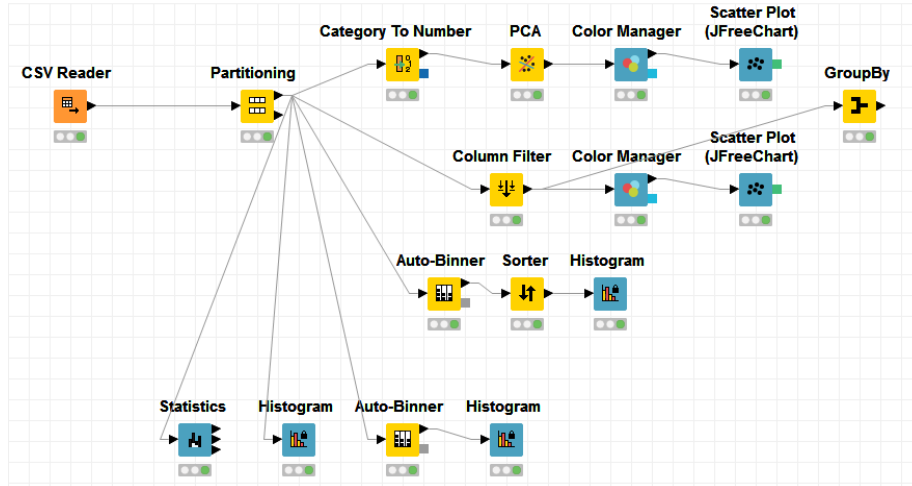 Scatter Plot
Category To Number PCA Color Manager (JFreeChart)
CSV Reader Partitioning GroupBy
Scatter Plot
Column Filter Color Manager (JFreeChart)
Auto-Binner Sorter Histogram
Statistics Histogram Auto-Binner Histogram